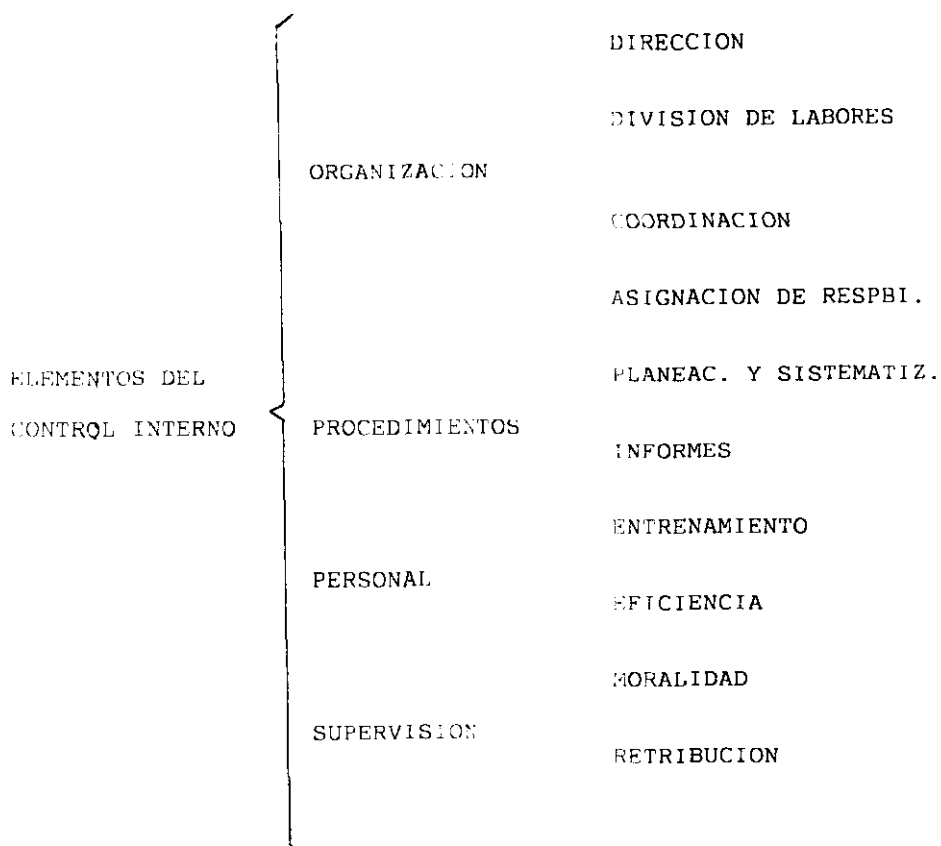 DIRECCION
DIVISION DE LABORES
ORGANIZACION
COORDINACION
ASIGNACION DE RESPBI.
ELEMENTOS DEL
PLANEAC. Y SISTEMATIZ.
CONTROL INTERNO
PROCEDIMIENTOS
INFORMES
ENTRENAMIENTO
PERSONAL
EFICIENCIA
MORALIDAD
SUPERVISION
RETRIBUCION